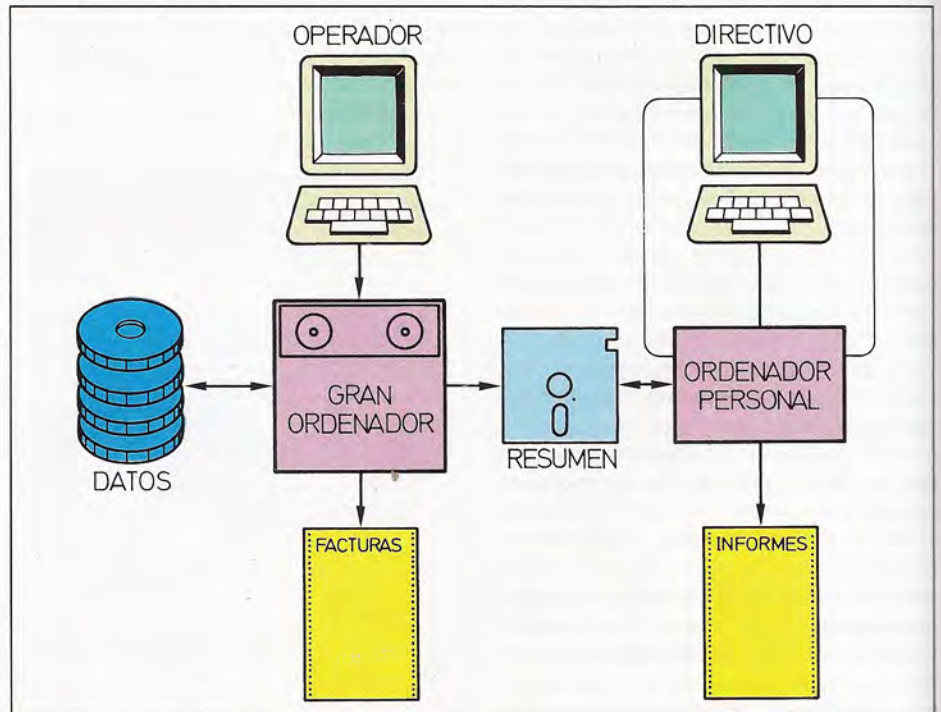 OPERADOR
DIRECTIVO
GRAN
ORDENADOR
ORDENADOR
PERSONAL
RESUMEN
DATOS
FACTURAS
INFORMES